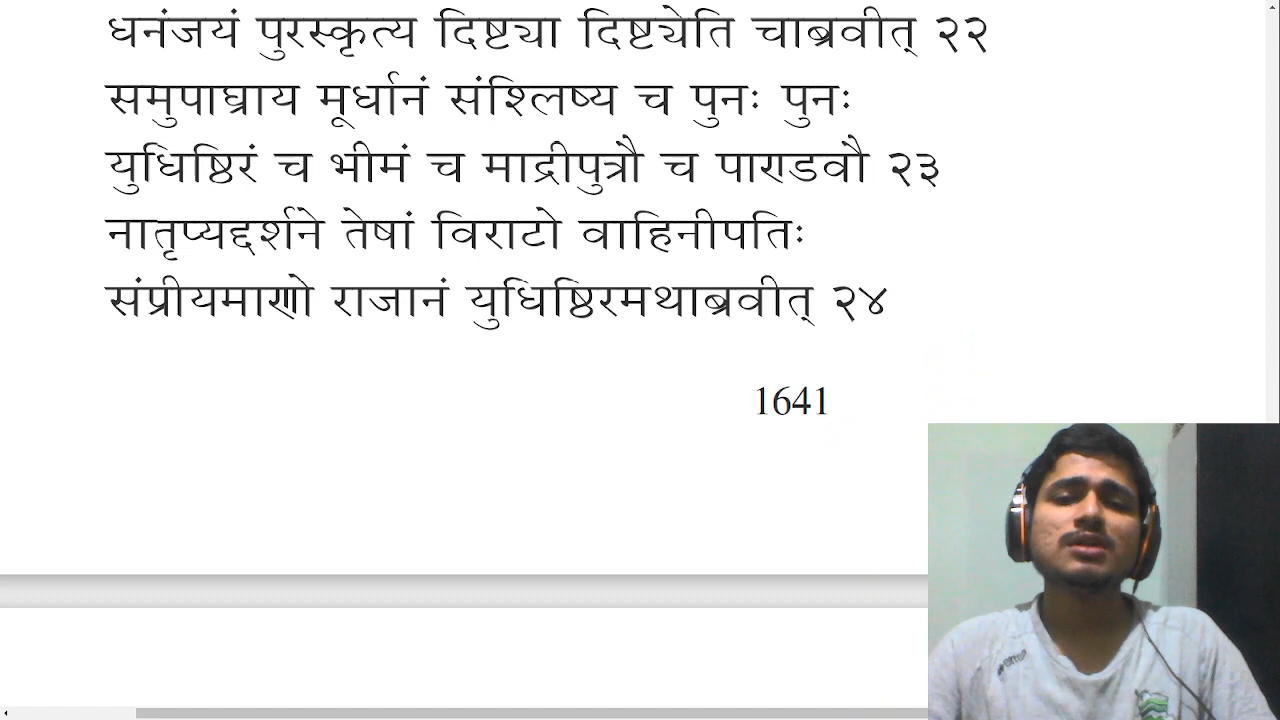 धनंजयं पुरस्कृत्य दिष्ट्या दिष्ट्येति चाब्रवीत् २२
समुपाघ्राय मूर्धानं संश्लिष्य च पुनः पुनः
युधिष्ठिरं च भीमं च माद्रीपुत्रौ च पाण्डवौ २३
नातृप्यद्दर्शने तेषां विराटो वाहिनीपतिः
संप्रीयमाणो राजानं युधिष्ठिरमथाब्रवीत् २४
1641